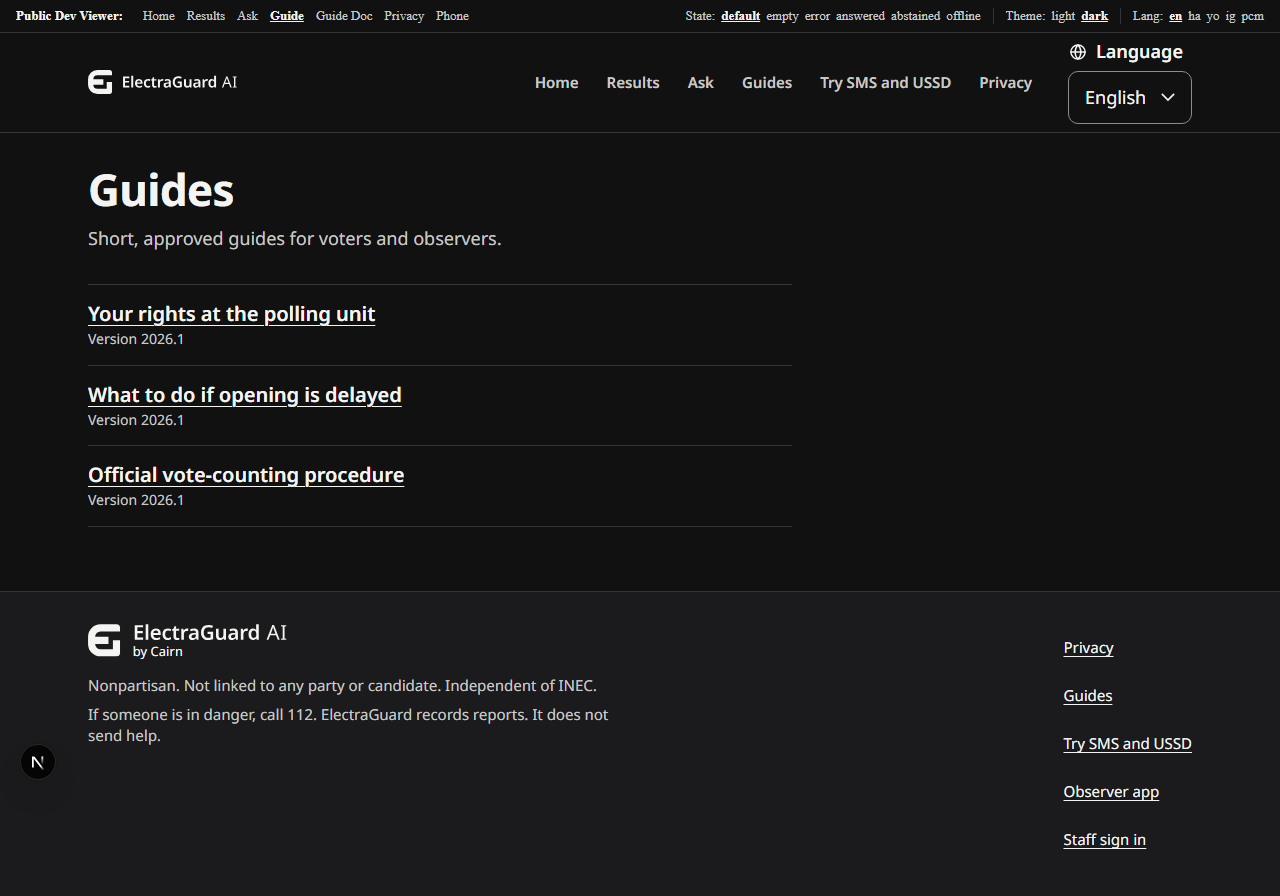 Public Dev Viewer: Home Results Ask Guide Guide Doc Privacy Phone State: default empty error answered abstained offline Theme: light dark Lang: en ha yo ig pcm
ElectraGuard AI Home Results Ask Guides Try SMS and USSD Privacy
Language
English
Guides
Short, approved guides for voters and observers.
Your rights at the polling unit
Version 2026.1
What to do if opening is delayed
Version 2026.1
Official vote-counting procedure
Version 2026.1
ElectraGuard AI
by Cairn
Nonpartisan. Not linked to any party or candidate. Independent of INEC.
If someone is in danger, call 112. ElectraGuard records reports. It does not
send help.
Privacy
Guides
Try SMS and USSD
Observer app
Staff sign in
N